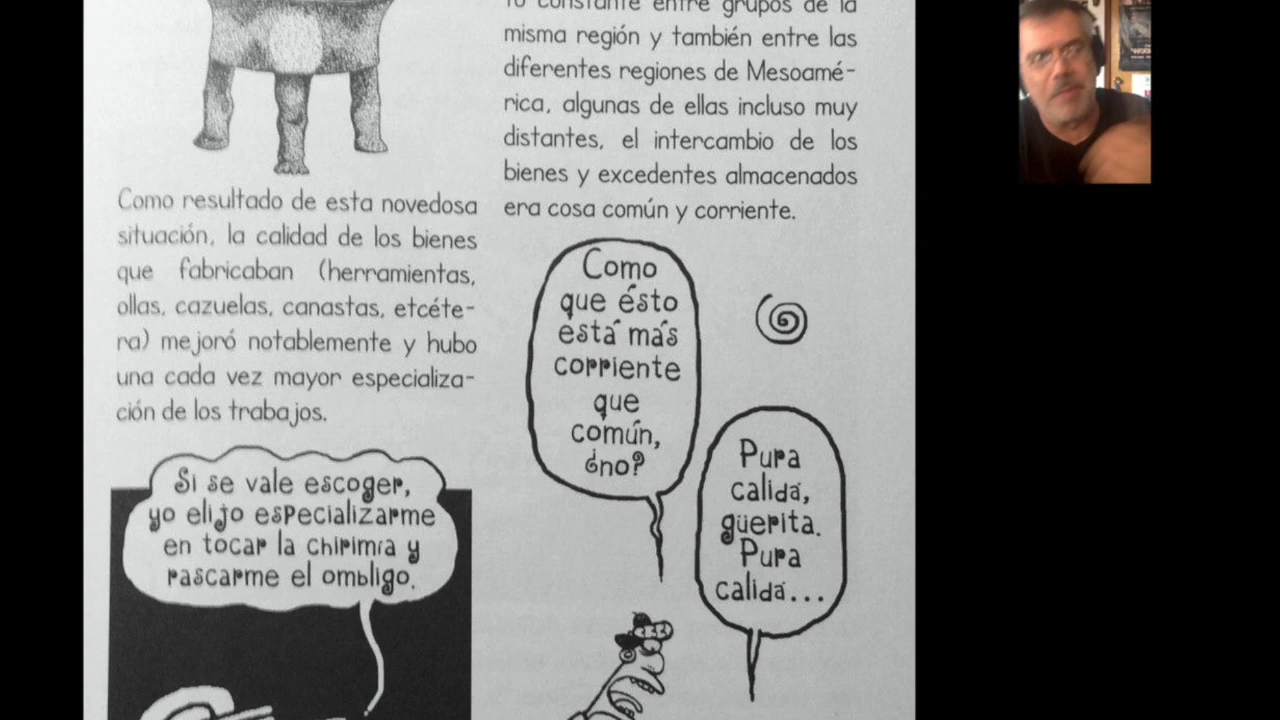 Como resultado de esta novedosa
situación, la calidad de los bienes
que fabricaban (herramientas,
ollas, cazuelas, canastas, etcéte-
ra) mejoró notablemente y hubo
una cada vez mayor especializa-
ción de los trabajos.
Si se vale escoger,
yo elijo especializarme
en tocar la chirimía y
rascarme el ombligo.
constante entre grupos de la
misma región y también entre las
diferentes regiones de Mesoamé-
rica, algunas de ellas incluso muy
distantes, el intercambio de los
bienes y excedentes almacenados
era cosa común y corriente.
Como
que ésto
está más
corriente
que
común,
¿no?
Pura
calidá,
güerita.
Pura
calidá...